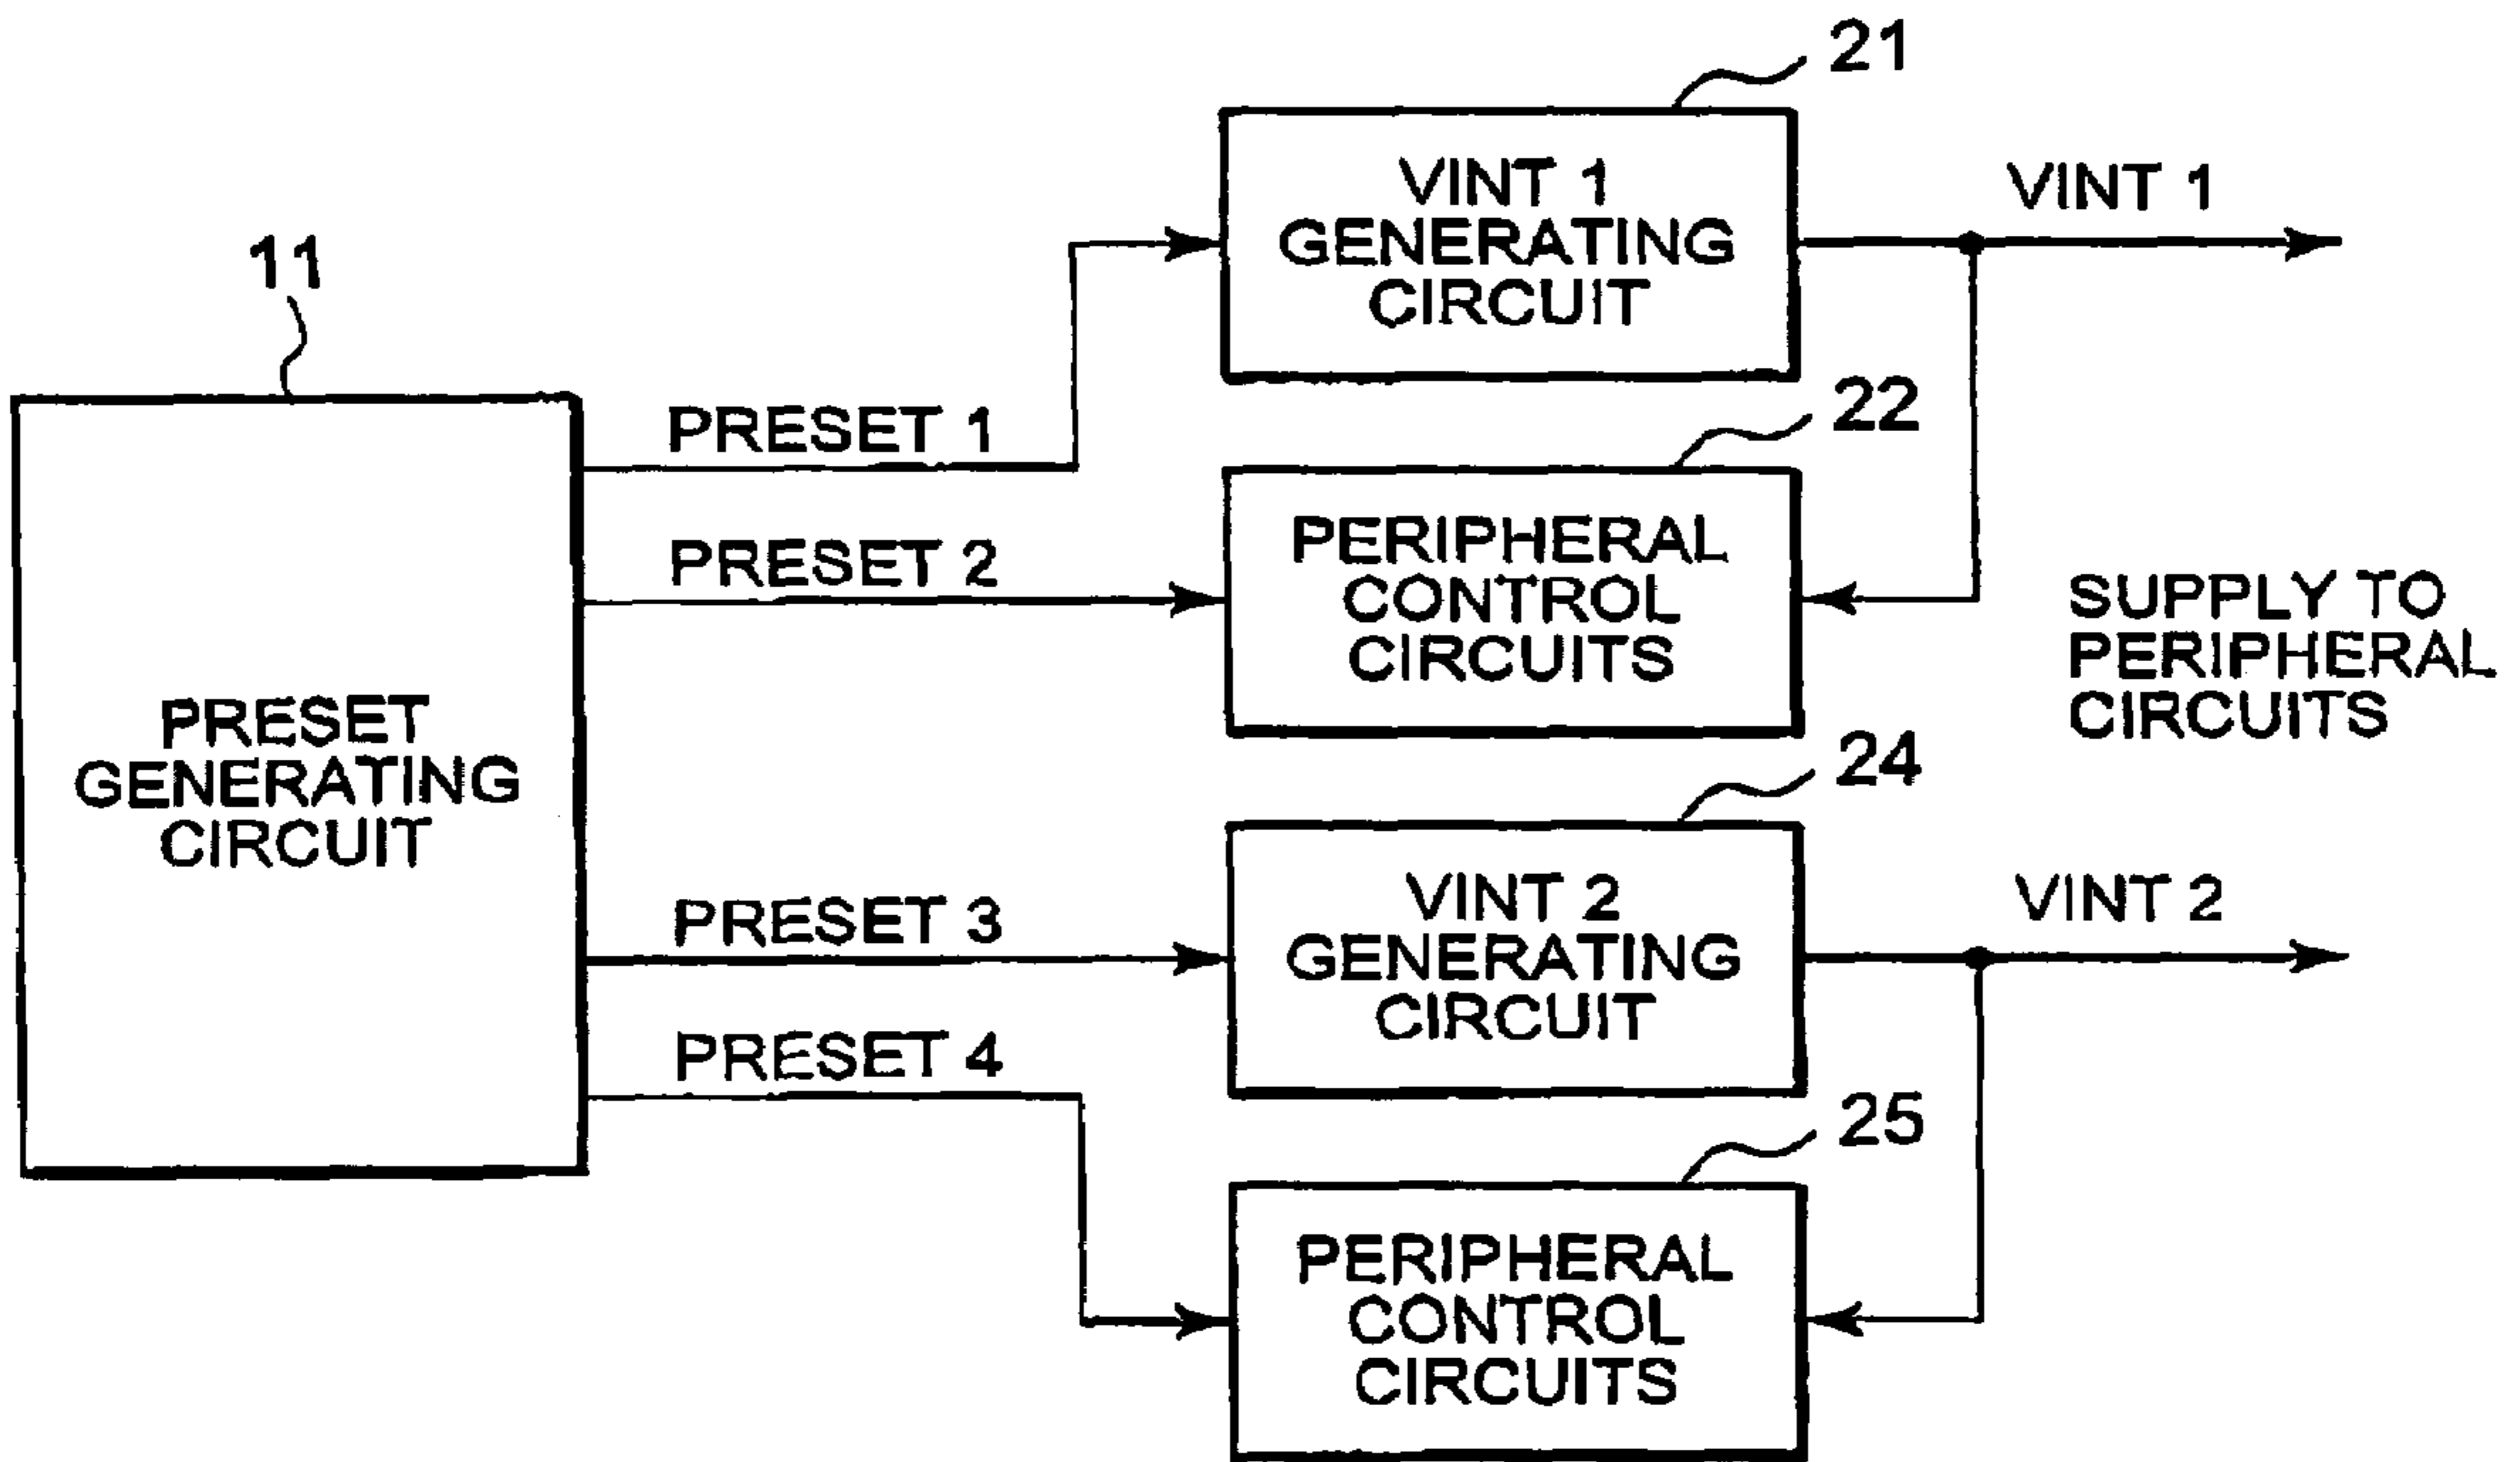 21
VINT 1
GENERATING
CIRCUIT
VINT 1
11
PRESET 1
22
PRESET 2
PERIPHERAL
CONTROL
CIRCUITS
SUPPLY TO
PERIPHERAL
CIRCUITS
PRESET
GENERATING
CIRCUIT
24
PRESET 3
VINT 2
GENERATING
CIRCUIT
VINT 2
PRESET 4
25
PERIPHERAL
CONTROL
CIRCUITS